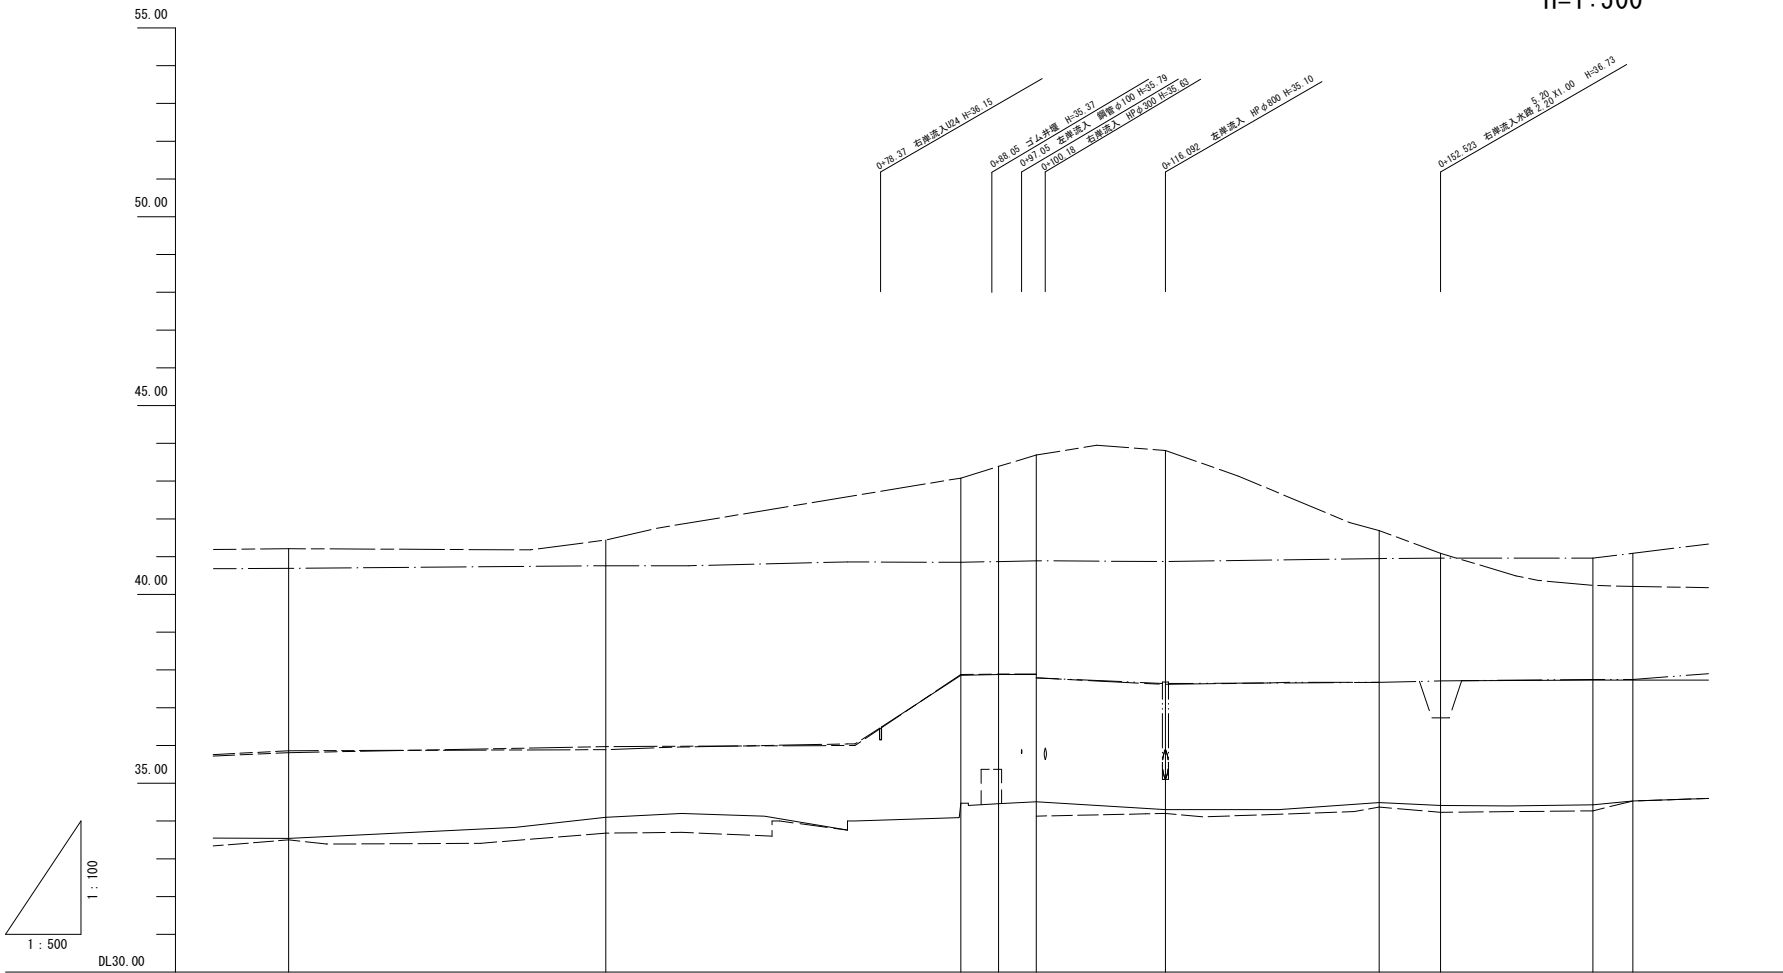 H=1:500
55.00
50.00
45.00
40.00
35.00
DL30.00
0+78.37 右岸流入U24 H=36.15
0+88.05 ゴム井堰 H=35.37
0+97.05 左岸流入 鋼管φ100 H=35.79
0+100.18 右岸流入 HPφ300 H=35.63
0+116.092 左岸流入 HPφ800 H=35.10
5.20
0+152.523 右岸流入水路 2.20 X1.00 H=36.73
1:100
1:500